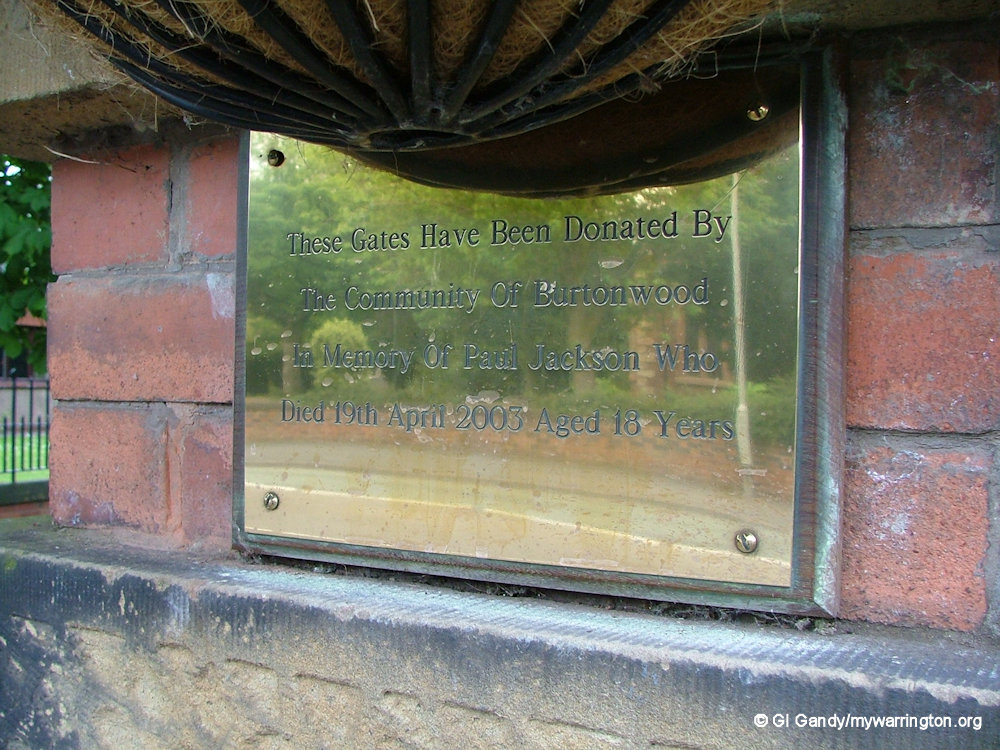 These Gates Have Been Donated By
The Community Of Burtonwood
In Memory Of Paul Jackson Who
Died 19th April 2003 Aged 18 Years
© GI Gandy/mywarrington.org